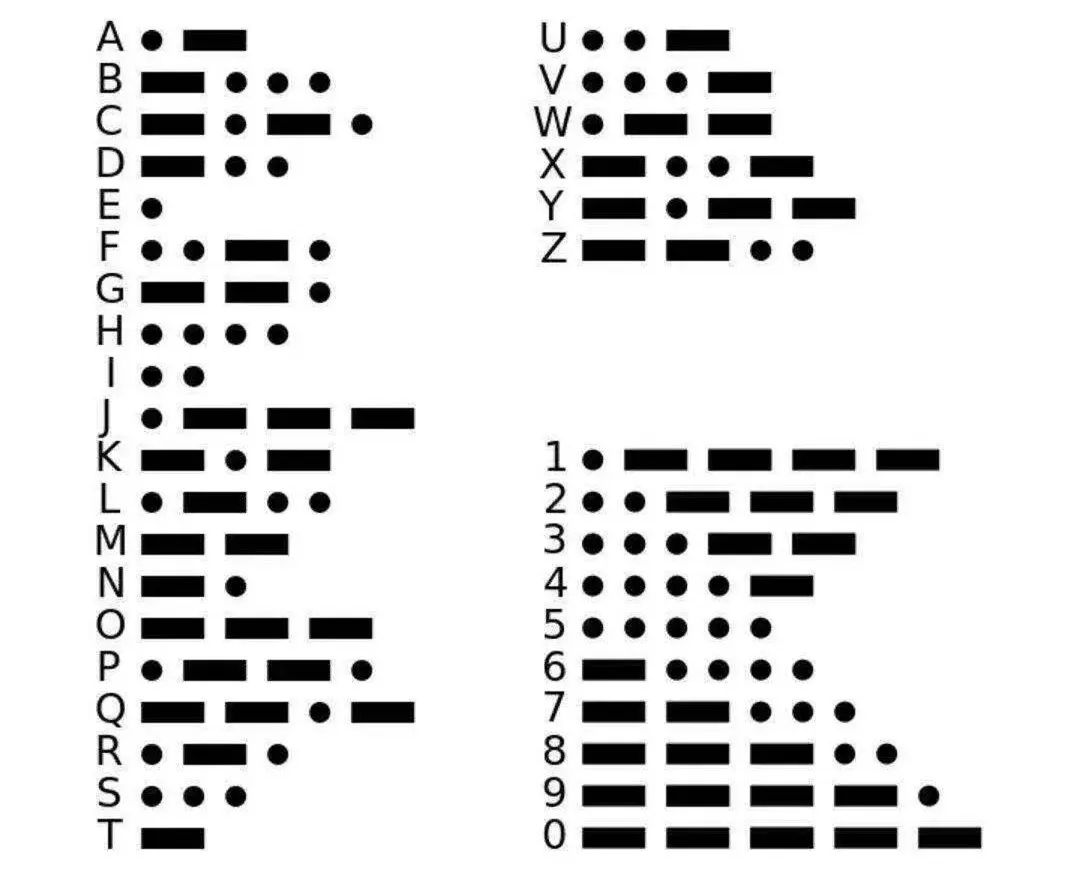 A • −
B − • • •
C − • − •
D − • •
E •
F • • − •
G − − •
H • • • •
I • •
J • − − −
K − • −
L • − • •
M − −
N − •
O − − −
P • − − •
Q − − • −
R • − •
S • • •
T −
U • • −
V • • • −
W • − −
X − • • −
Y − • − −
Z − − • •
1 • − − − −
2 • • − − −
3 • • • − −
4 • • • • −
5 • • • • •
6 − • • • •
7 − − • • •
8 − − − • •
9 − − − − •
0 − − − − −